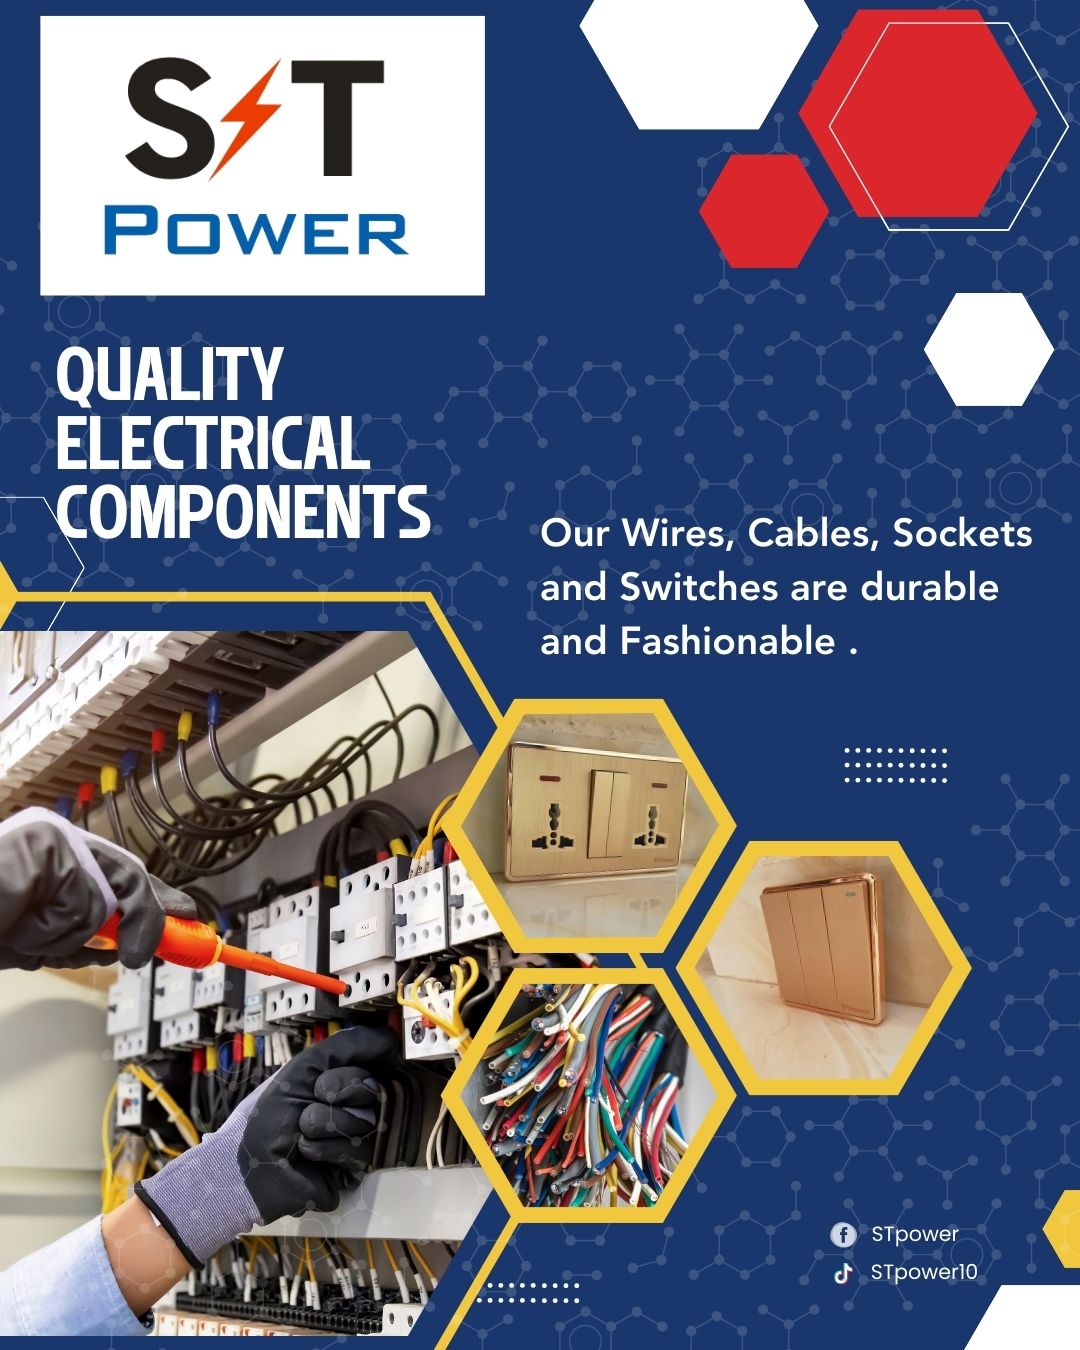 S T
POWER
QUALITY
ELECTRICAL
COMPONENTS
Our Wires, Cables, Sockets
and Switches are durable
and Fashionable .
STpower
STpower10